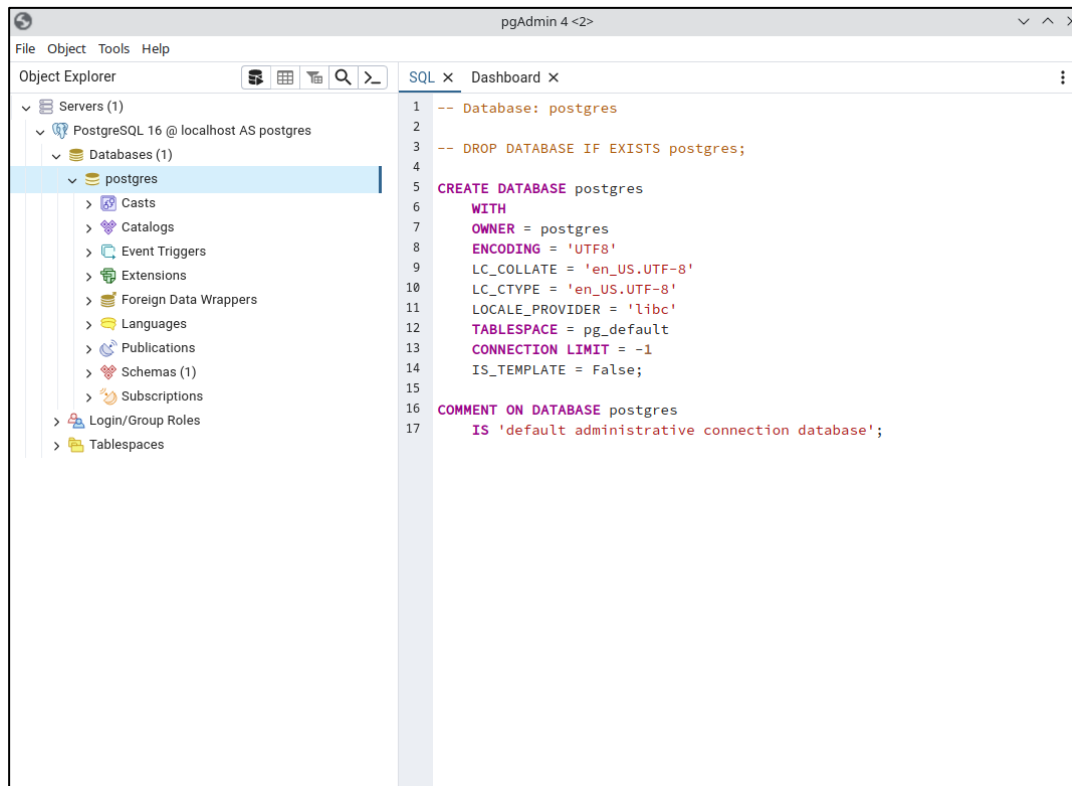 pgAdmin 4 <2>
File Object Tools Help
Object Explorer
SQL Dashboard
Servers (1)
PostgreSQL 16 @ localhost AS postgres
Databases (1)
postgres
Casts
Catalogs
Event Triggers
Extensions
Foreign Data Wrappers
Languages
Publications
Schemas (1)
Subscriptions
Login/Group Roles
Tablespaces
1 -- Database: postgres
2
3 -- DROP DATABASE IF EXISTS postgres;
4
5 CREATE DATABASE postgres
6 WITH
7 OWNER = postgres
8 ENCODING = 'UTF8'
9 LC_COLLATE = 'en_US.UTF-8'
10 LC_CTYPE = 'en_US.UTF-8'
11 LOCALE_PROVIDER = 'libc'
12 TABLESPACE = pg_default
13 CONNECTION LIMIT = -1
14 IS_TEMPLATE = False;
15
16 COMMENT ON DATABASE postgres
17 IS 'default administrative connection database';